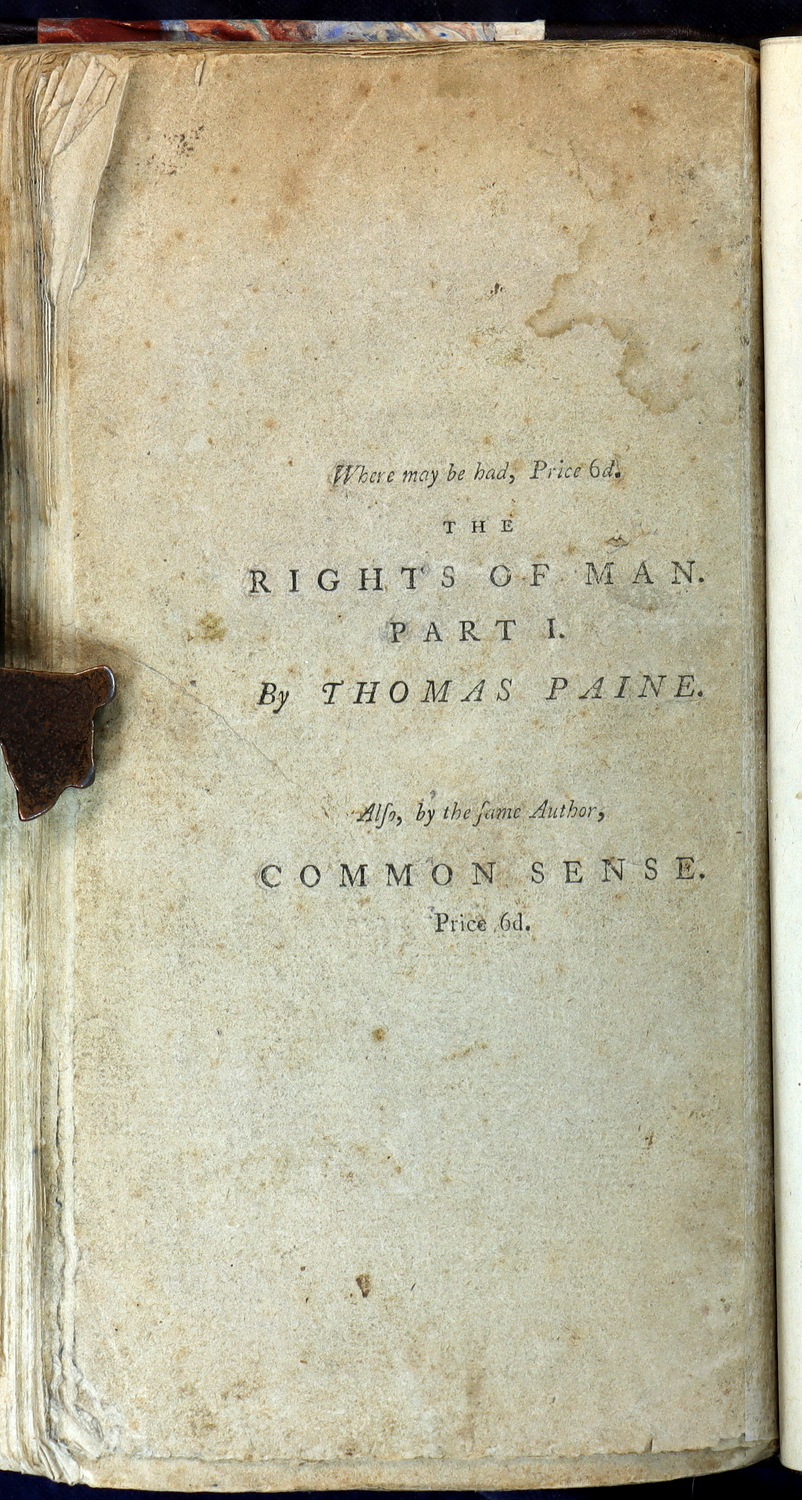 Where may be had, Price 6d.
THE
RIGHTS OF MAN.
PART I.
By THOMAS PAINE.
Alſo, by the ſame Author,
COMMON SENSE.
Price 6d.